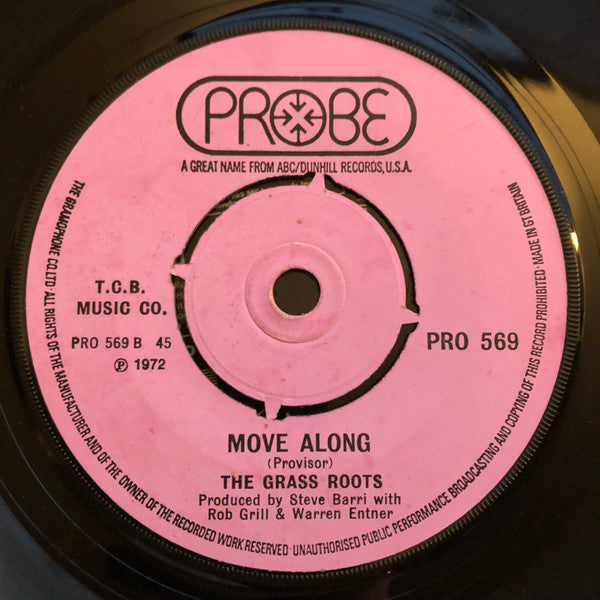 PROBE
A GREAT NAME FROM ABC/DUNHILL RECORDS, U.S.A.
THE GRAMOPHONE CO. LTD · ALL RIGHTS OF THE MANUFACTURER AND OF THE OWNER OF THE RECORDED WORK RESERVED · UNAUTHORISED PUBLIC PERFORMANCE BROADCASTING AND COPYING OF THIS RECORD PROHIBITED · MADE IN GT BRITAIN
T.C.B.
MUSIC CO.
PRO 569 B 45
℗ 1972
PRO 569
MOVE ALONG
(Provisor)
THE GRASS ROOTS
Produced by Steve Barri with
Rob Grill & Warren Entner